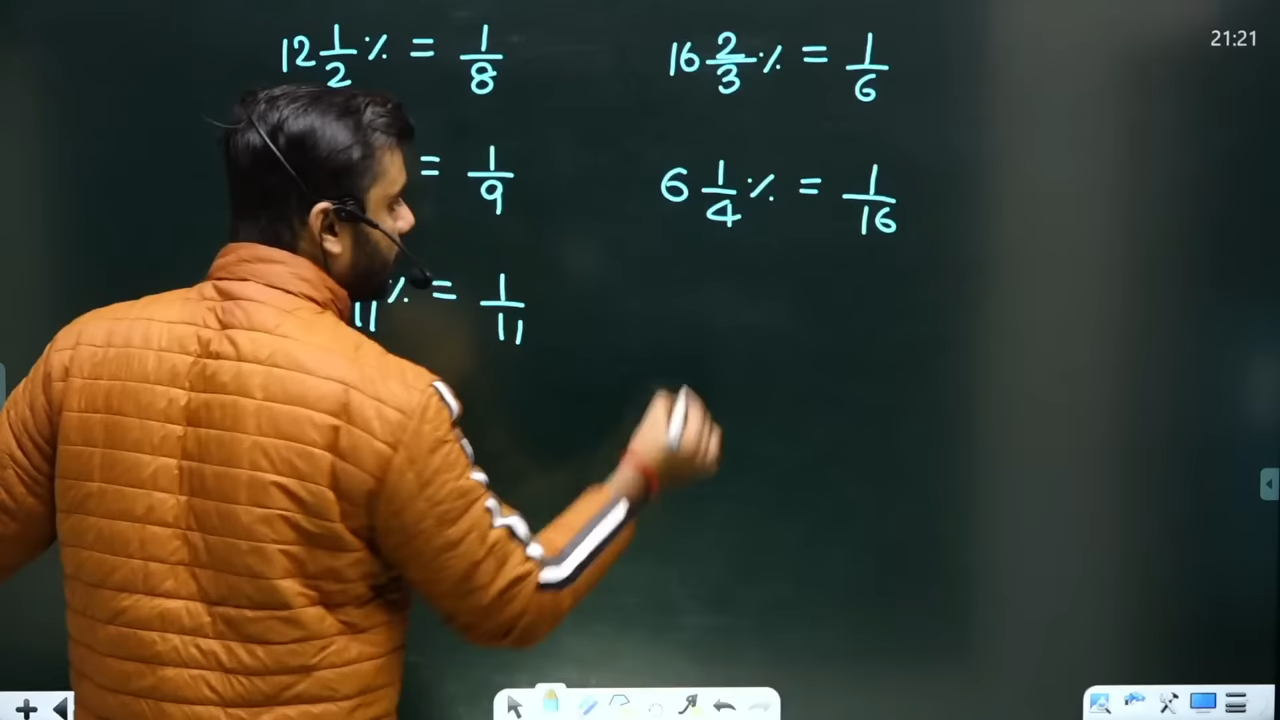 12 1/2 % = 1/8
16 2/3 % = 1/6
= 1/9
6 1/4 % = 1/16
11 % = 1/11
21:21